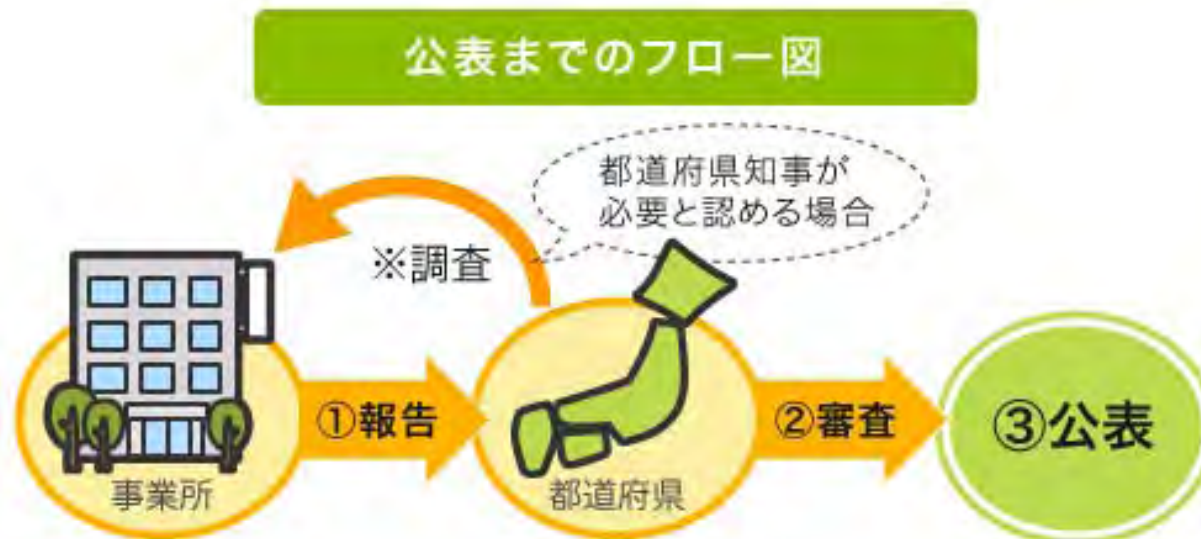 公表までのフロー図
都道府県知事が
必要と認める場合
※調査
①報告
②審査
③公表
事業所
都道府県